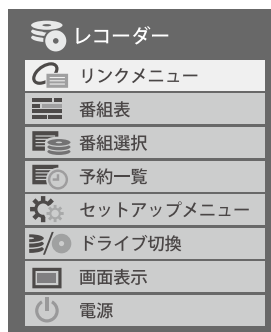 レコーダー
リンクメニュー
番組表
番組選択
予約一覧
セットアップメニュー
ドライブ切換
画面表示
電源